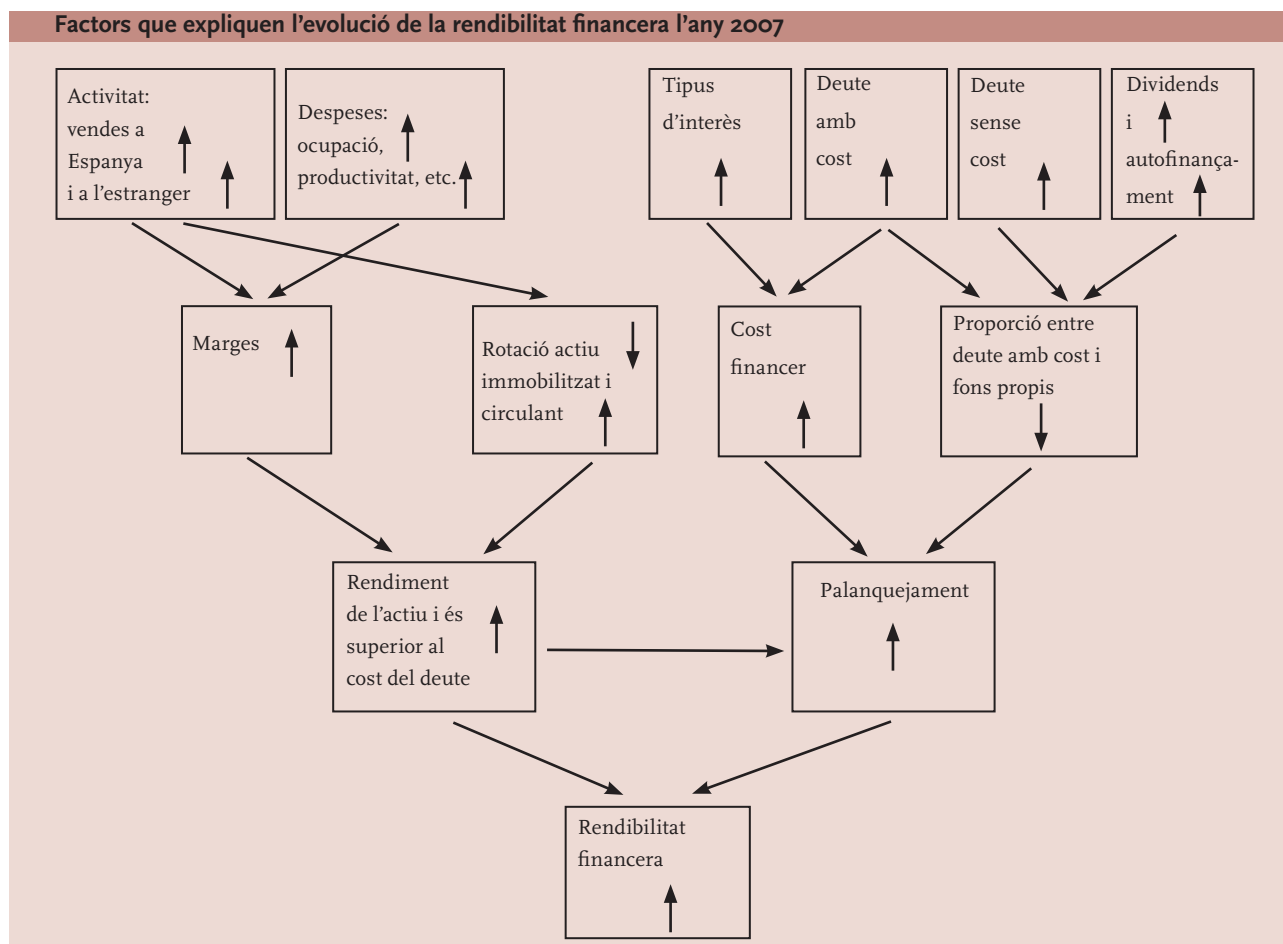 Factors que expliquen l’evolució de la rendibilitat financera l’any 2007
Activitat:
vendes a
Espanya
i a l’estranger
Despeses:
ocupació,
productivitat, etc.
Tipus
d’interès
Deute
amb
cost
Deute
sense
cost
Dividends
i
autofinança-
ment
Marges
Rotació actiu
immobilitzat i
circulant
Cost
financer
Proporció entre
deute amb cost i
fons propis
Rendiment
de l’actiu i és
superior al
cost del deute
Palanquejament
Rendibilitat
financera